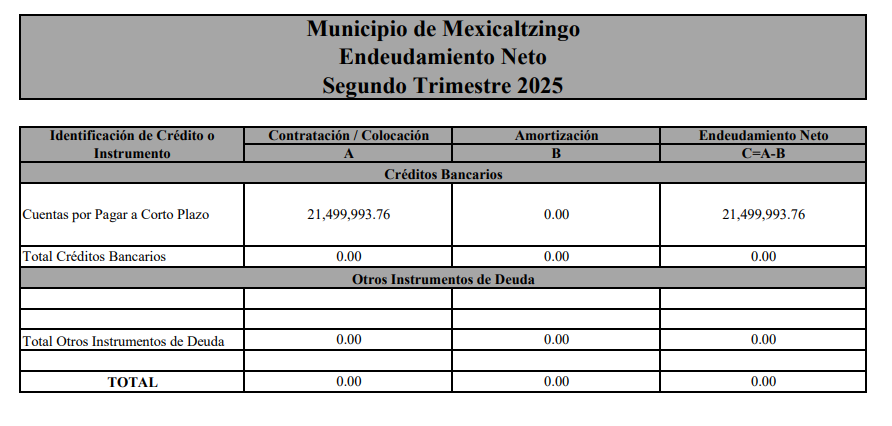 Municipio de Mexicaltzingo
Endeudamiento Neto
Segundo Trimestre 2025
Identificación de Crédito o Instrumento Contratación / Colocación Amortización Endeudamiento Neto
A B C=A-B
Créditos Bancarios
Cuentas por Pagar a Corto Plazo 21,499,993.76 0.00 21,499,993.76
Total Créditos Bancarios 0.00 0.00 0.00
Otros Instrumentos de Deuda
Total Otros Instrumentos de Deuda 0.00 0.00 0.00
TOTAL 0.00 0.00 0.00